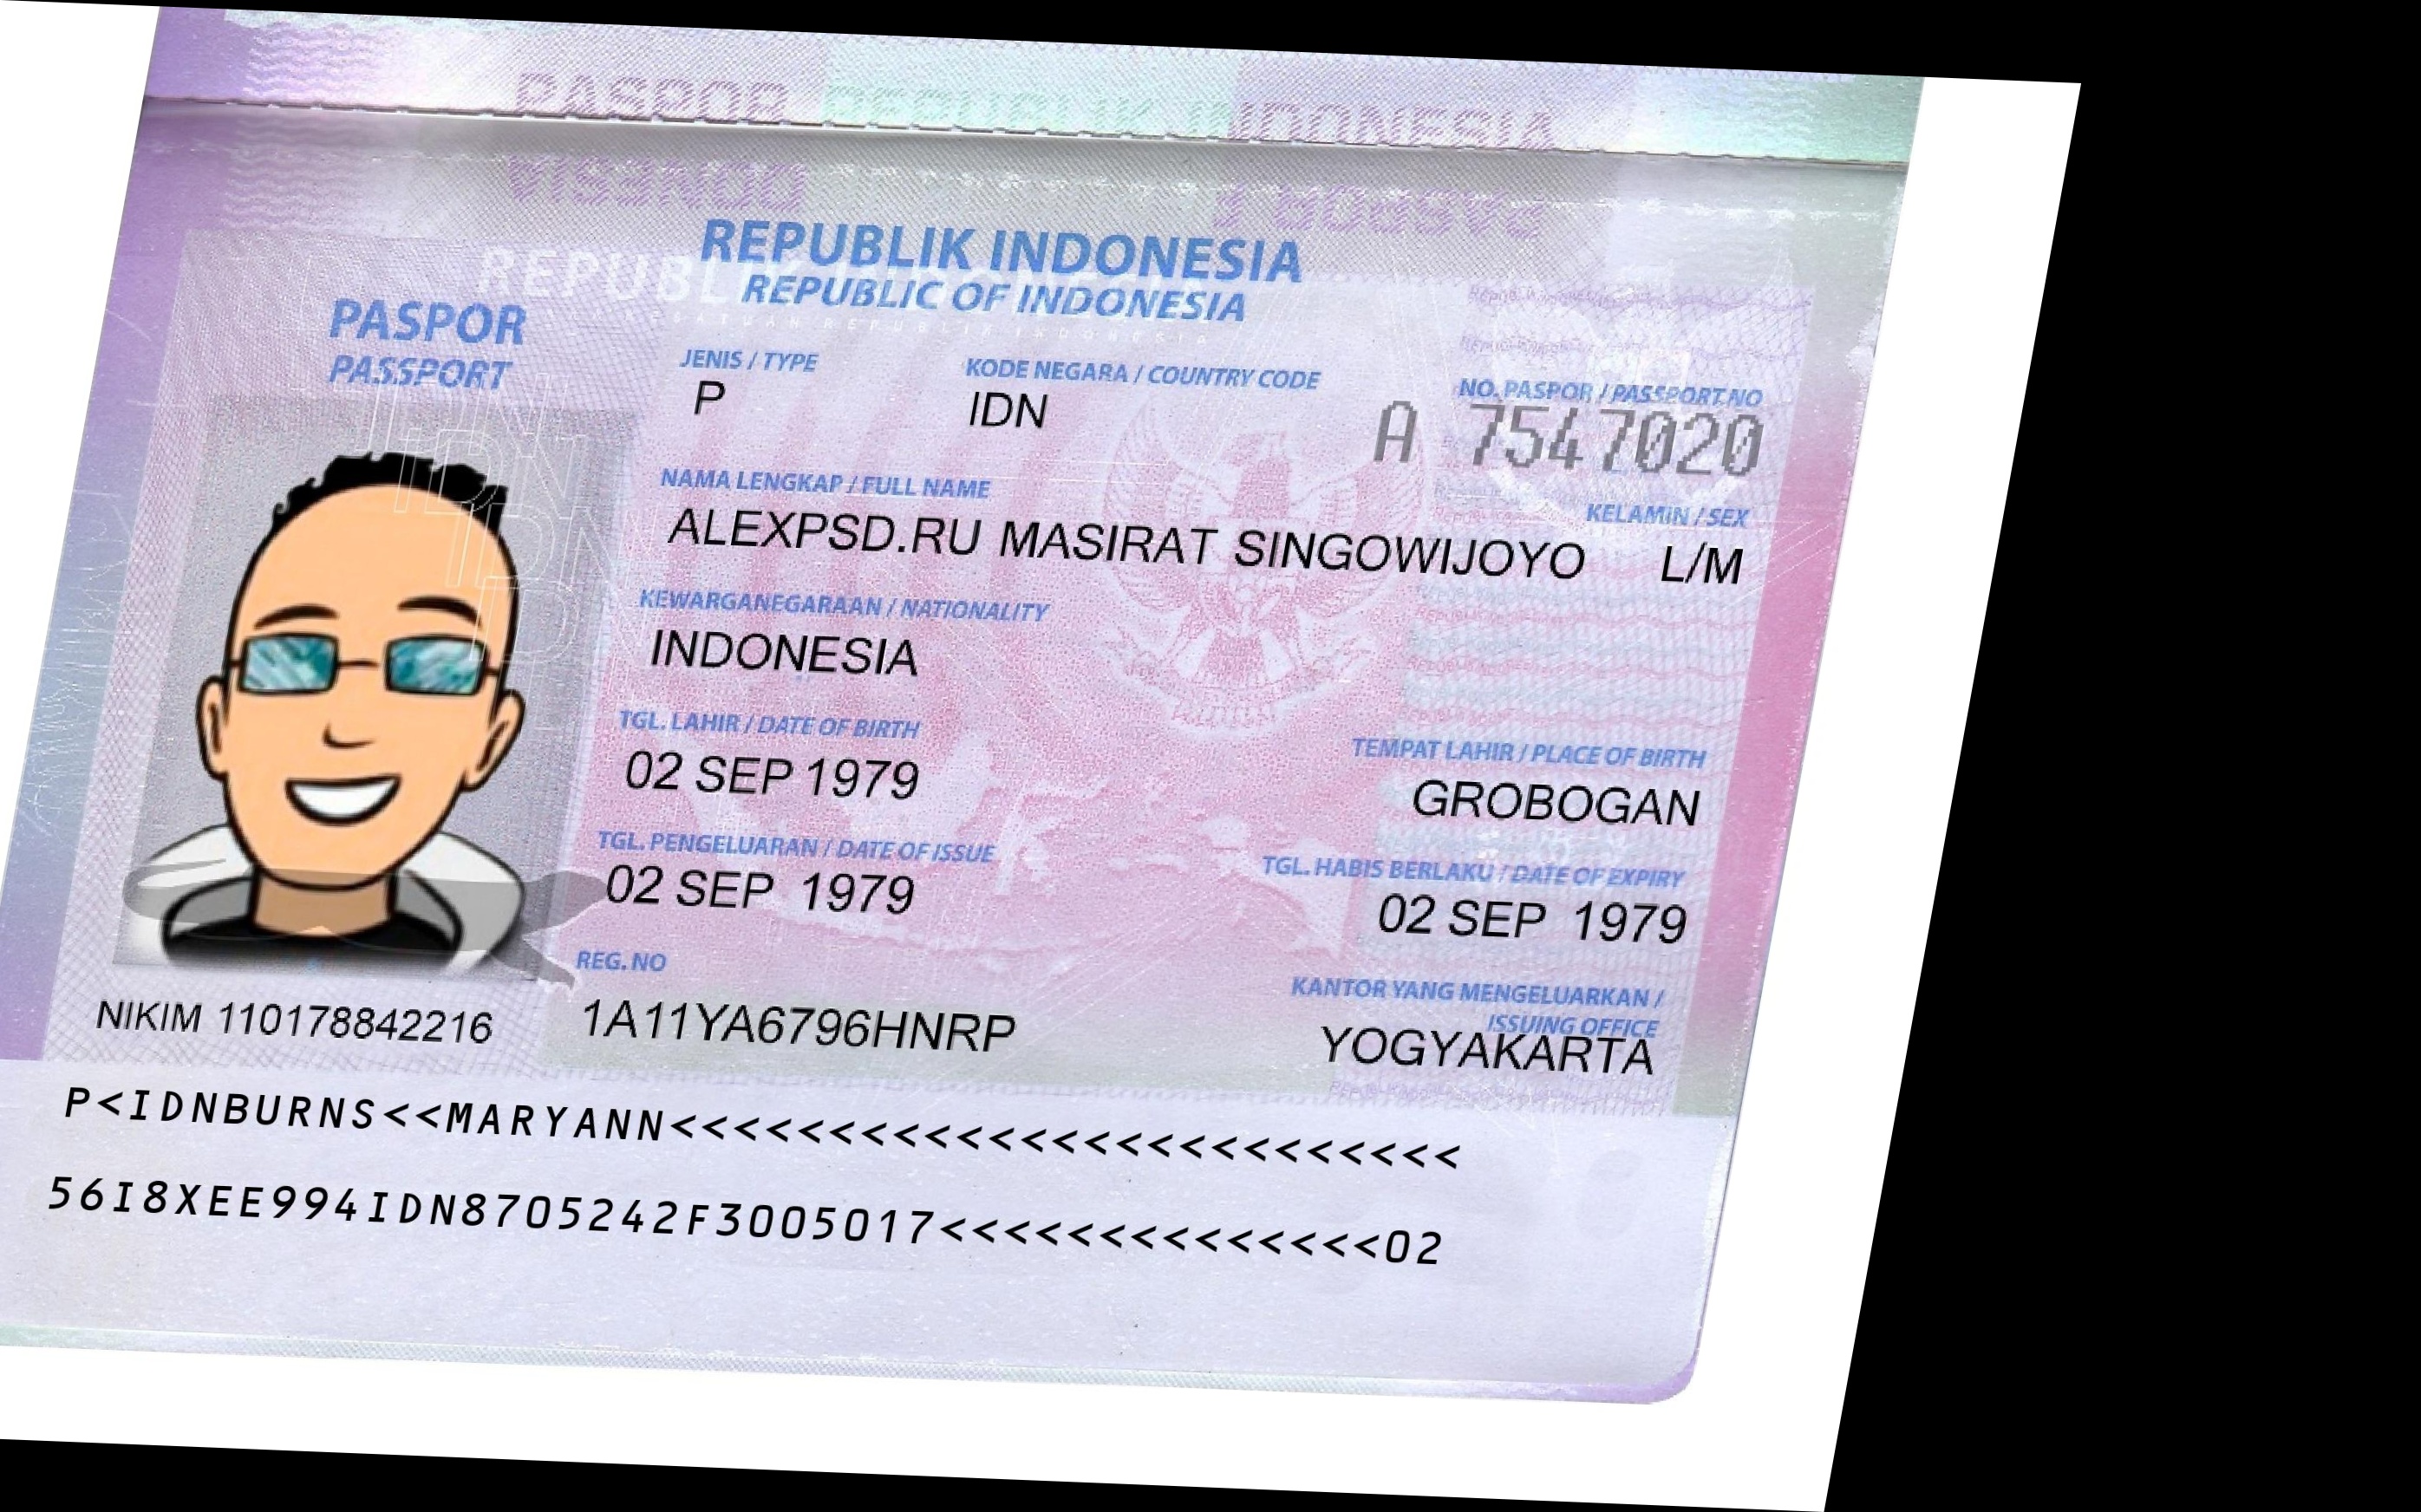 PASPOR REPUBLIK INDONESIA
REPUBLIK INDONESIA
REPUBLIC OF INDONESIA
PASPOR
PASSPORT
JENIS / TYPE
KODE NEGARA / COUNTRY CODE
NO. PASPOR / PASSPORT NO
P
IDN
A 7547020
NAMA LENGKAP / FULL NAME
KELAMIN / SEX
ALEXPSD.RU MASIRAT SINGOWIJOYO
L/M
KEWARGANEGARAAN / NATIONALITY
INDONESIA
TGL. LAHIR / DATE OF BIRTH
TEMPAT LAHIR / PLACE OF BIRTH
02 SEP 1979
GROBOGAN
TGL. PENGELUARAN / DATE OF ISSUE
TGL. HABIS BERLAKU / DATE OF EXPIRY
02 SEP 1979
02 SEP 1979
REG. NO
KANTOR YANG MENGELUARKAN /
ISSUING OFFICE
NIKIM 110178842216
1A11YA6796HNRP
YOGYAKARTA
P<IDNBURNS<<MARYANN<<<<<<<<<<<<<<<<<<<<<<<<<
56I8XEE994IDN8705242F3005017<<<<<<<<<<<<<<02